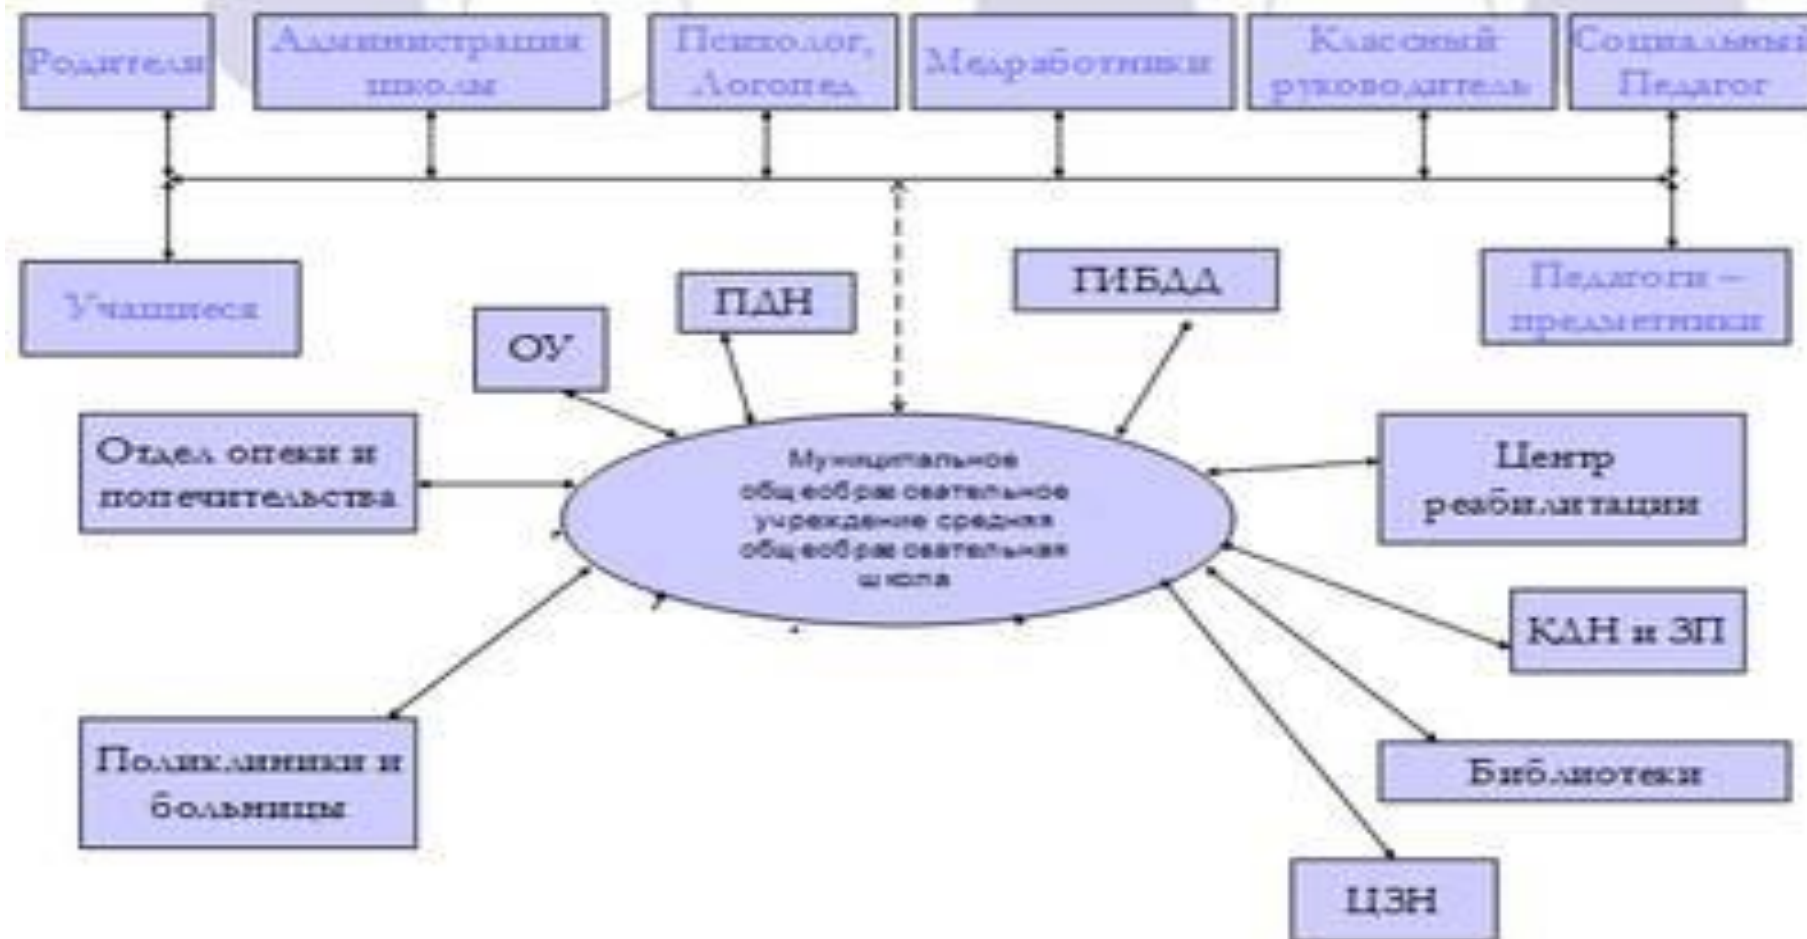 Родители
Администрация
школы
Психолог,
Логопед
Медработники
Классный
руководитель
Социальный
Педагог
Учащиеся
ОУ
ПДН
ГИБДД
Педагоги –
предметники
Отдел опеки и
попечительства
Муниципальное
общеобразовательное
учреждение средняя
общеобразовательная
школа
Центр
реабилитации
КДН и ЗП
Поликлиники и
больницы
Библиотеки
ЦЗН